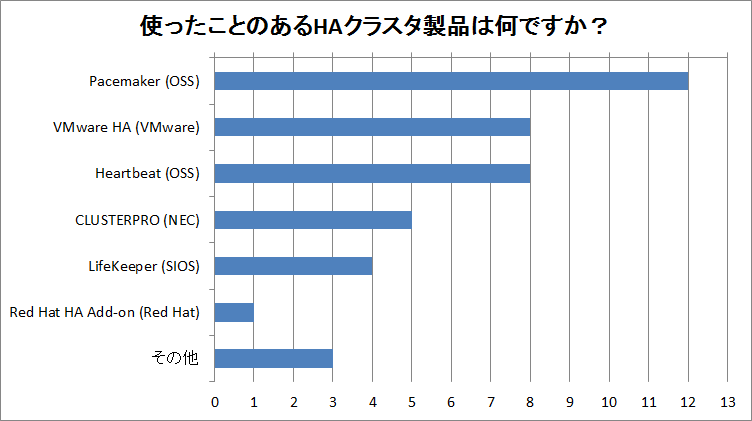 使ったことのあるHAクラスタ製品は何ですか？
Pacemaker (OSS)
VMware HA (VMware)
Heartbeat (OSS)
CLUSTERPRO (NEC)
LifeKeeper (SIOS)
Red Hat HA Add-on (Red Hat)
その他
0 1 2 3 4 5 6 7 8 9 10 11 12 13